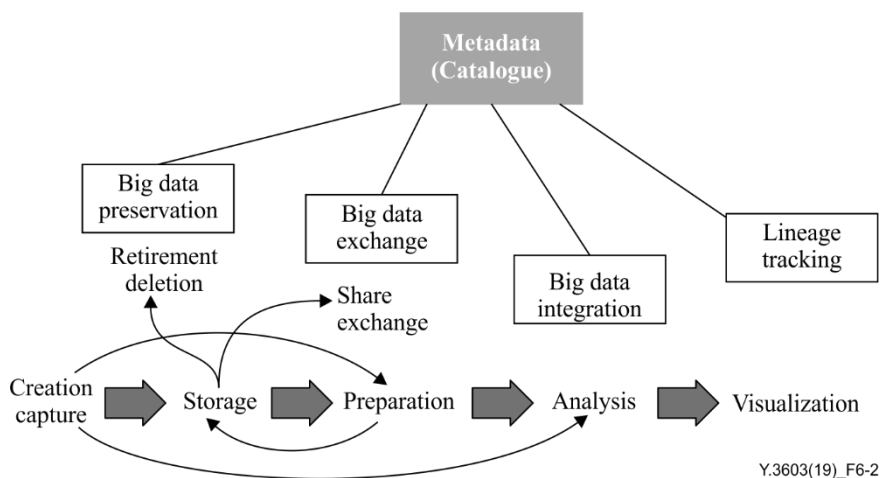 Metadata
(Catalogue)
Big data
preservation
Big data
exchange
Big data
integration
Lineage
tracking
Retirement
deletion
Share
exchange
Creation
capture
Storage
Preparation
Analysis
Visualization
Y.3603(19)_F6-2